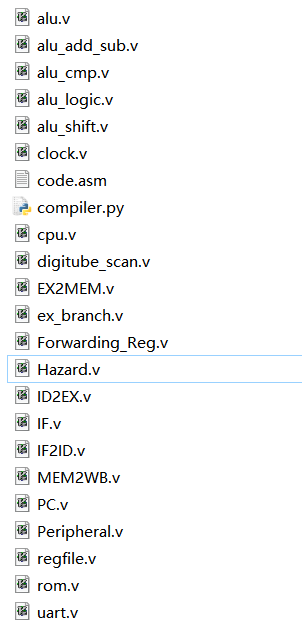 alu.v
alu_add_sub.v
alu_cmp.v
alu_logic.v
alu_shift.v
clock.v
code.asm
compiler.py
cpu.v
digitube_scan.v
EX2MEM.v
ex_branch.v
Forwarding_Reg.v
Hazard.v
ID2EX.v
IF.v
IF2ID.v
MEM2WB.v
PC.v
Peripheral.v
regfile.v
rom.v
uart.v